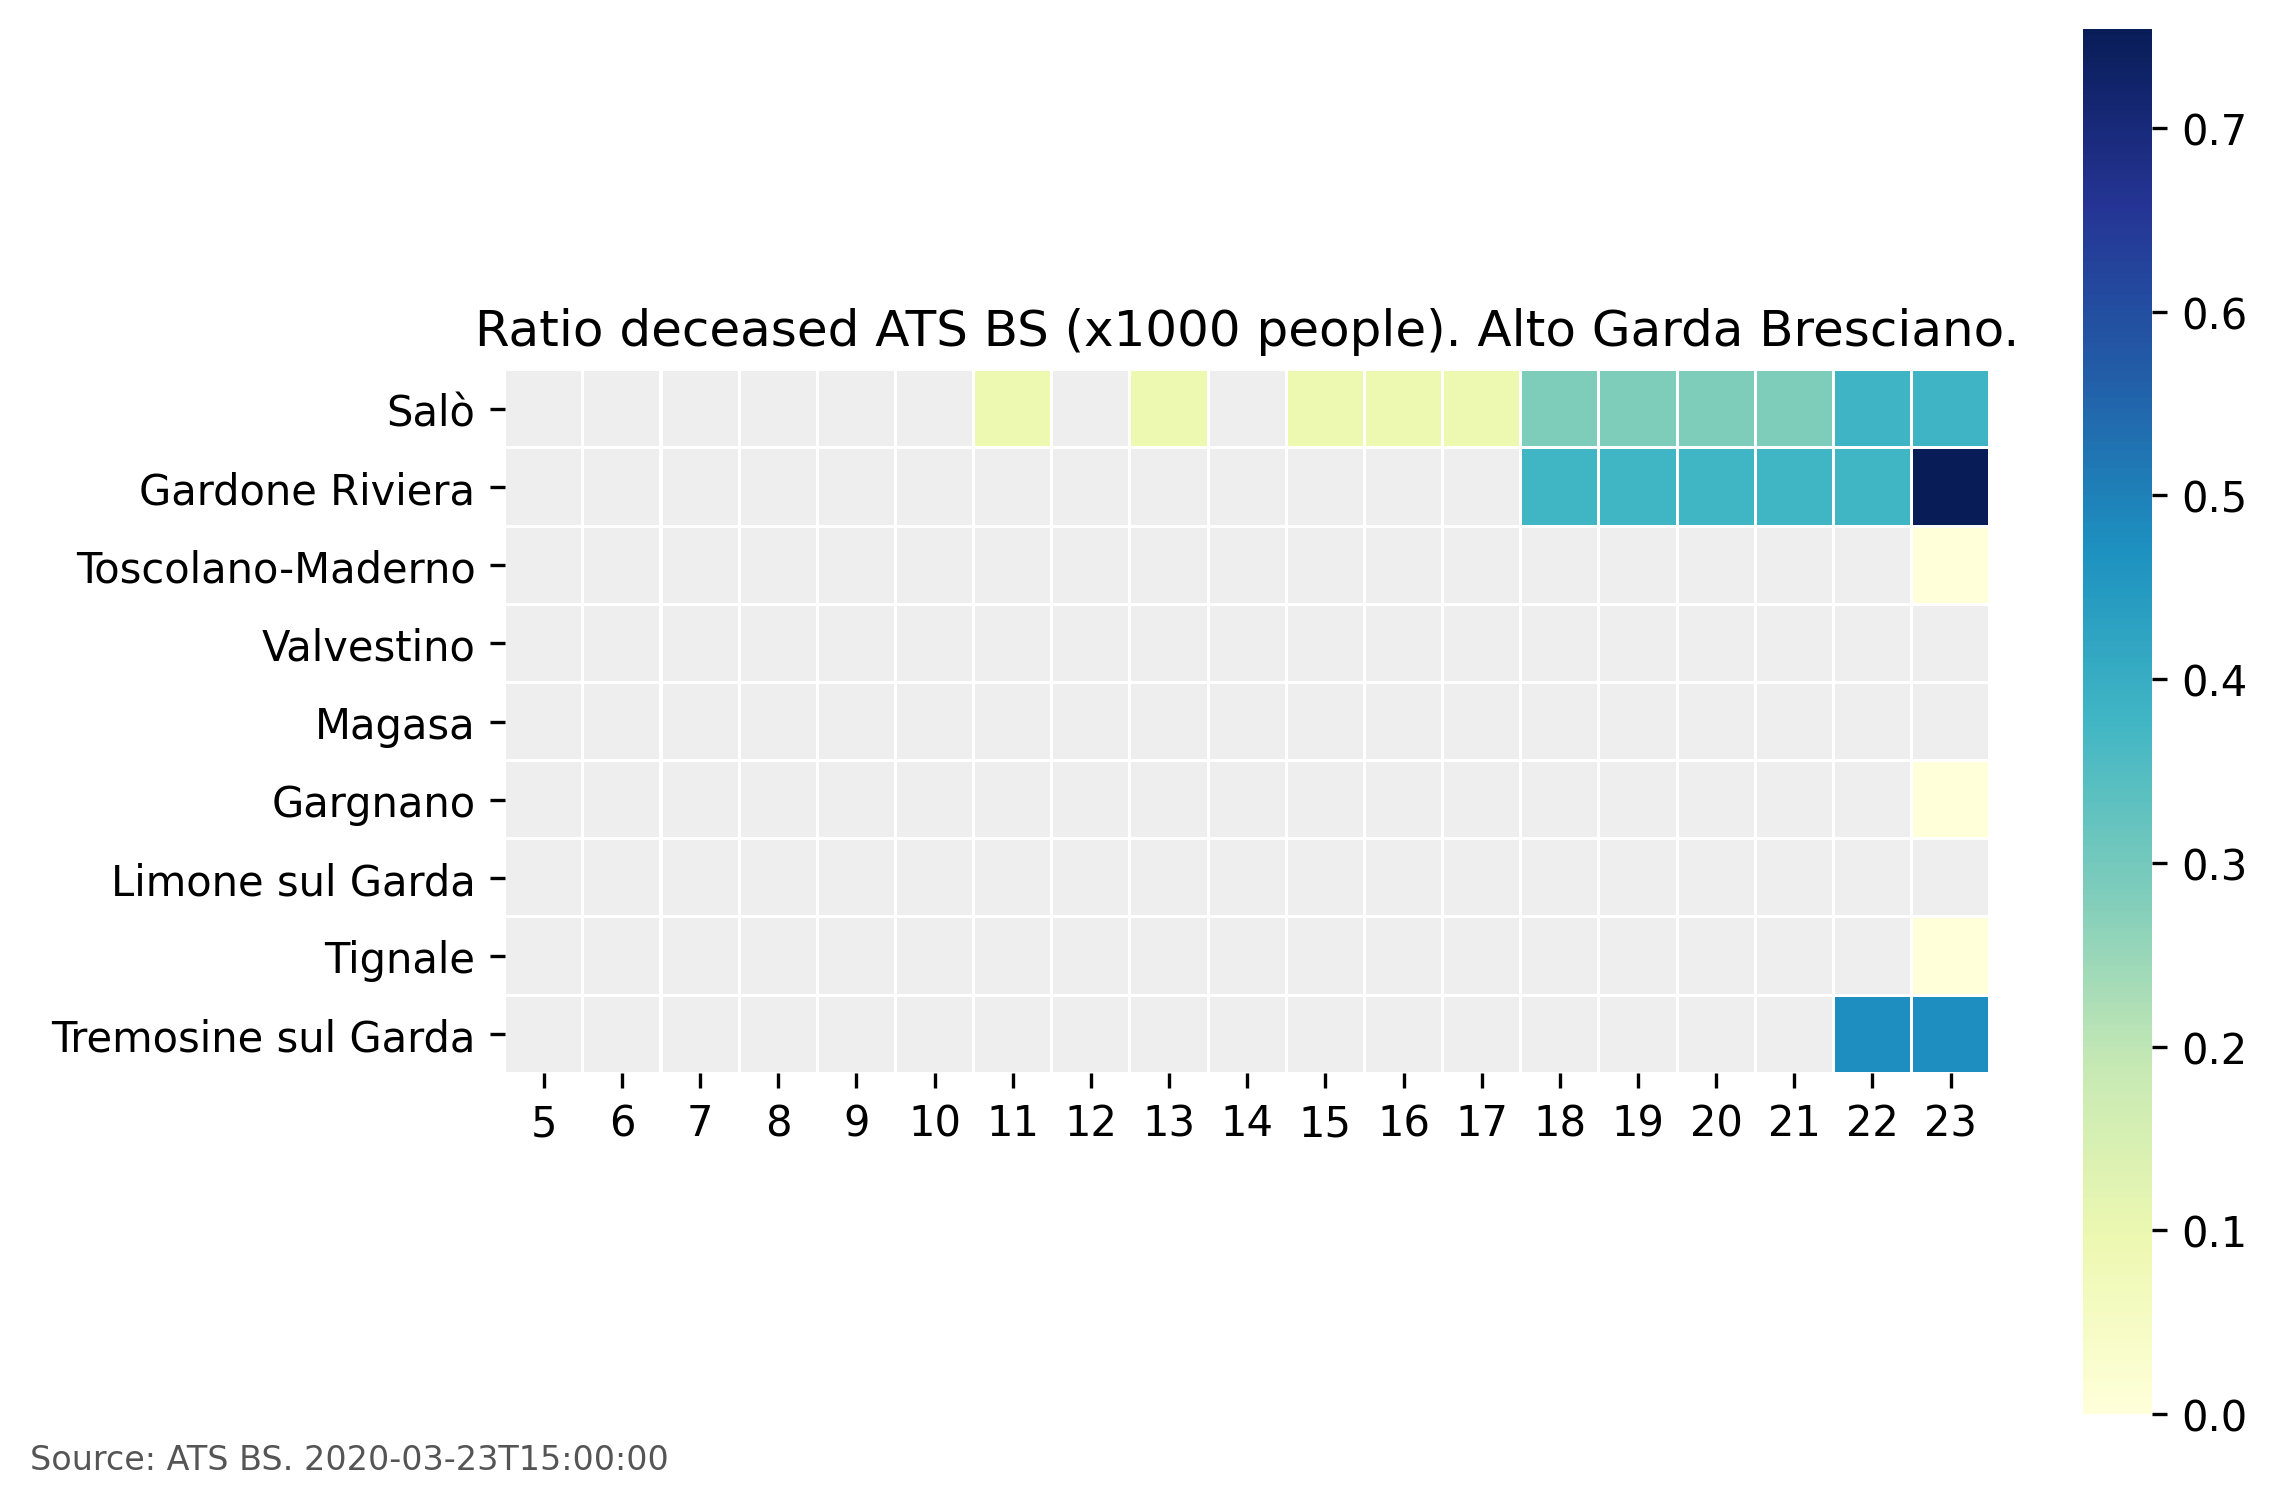 Ratio deceased ATS BS (x1000 people). Alto Garda Bresciano.
Salò
Gardone Riviera
Toscolano-Maderno
Valvestino
Magasa
Gargnano
Limone sul Garda
Tignale
Tremosine sul Garda
5 6 7 8 9 10 11 12 13 14 15 16 17 18 19 20 21 22 23
0.7
0.6
0.5
0.4
0.3
0.2
0.1
0.0
Source: ATS BS. 2020-03-23T15:00:00